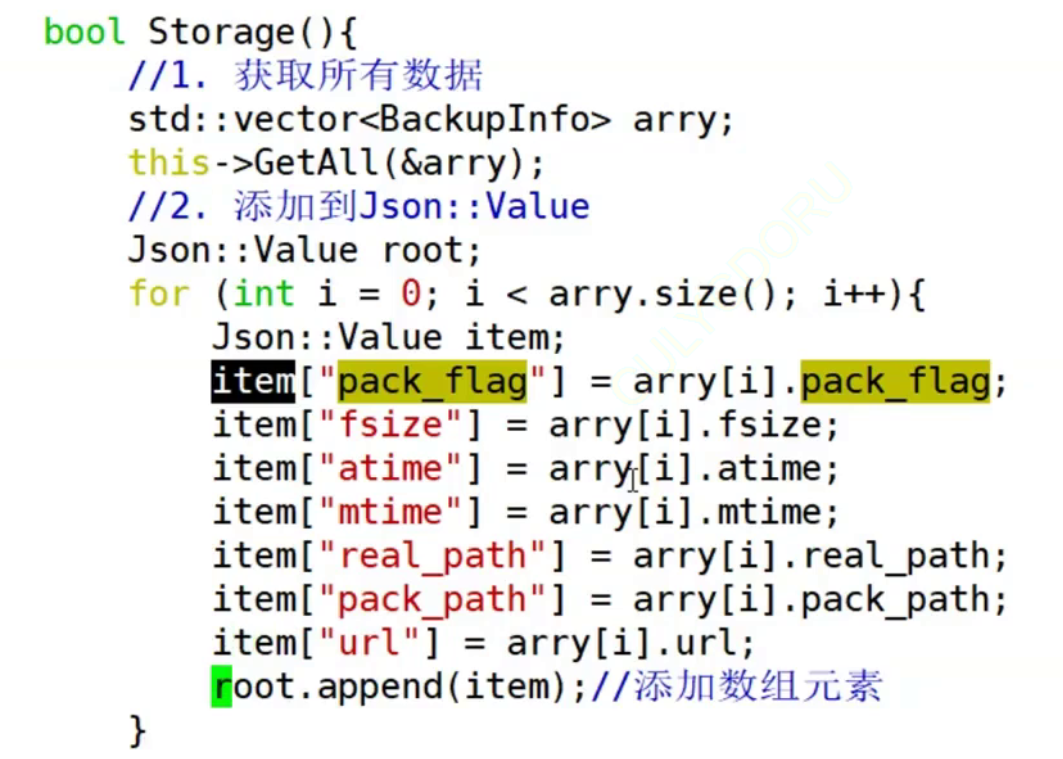 bool Storage(){
    //1. 获取所有数据
    std::vector<BackupInfo> arry;
    this->GetAll(&arry);
    //2. 添加到Json::Value
    Json::Value root;
    for (int i = 0; i < arry.size(); i++){
        Json::Value item;
        item["pack_flag"] = arry[i].pack_flag;
        item["fsize"] = arry[i].fsize;
        item["atime"] = arry[i].atime;
        item["mtime"] = arry[i].mtime;
        item["real_path"] = arry[i].real_path;
        item["pack_path"] = arry[i].pack_path;
        item["url"] = arry[i].url;
        root.append(item);//添加数组元素
    }